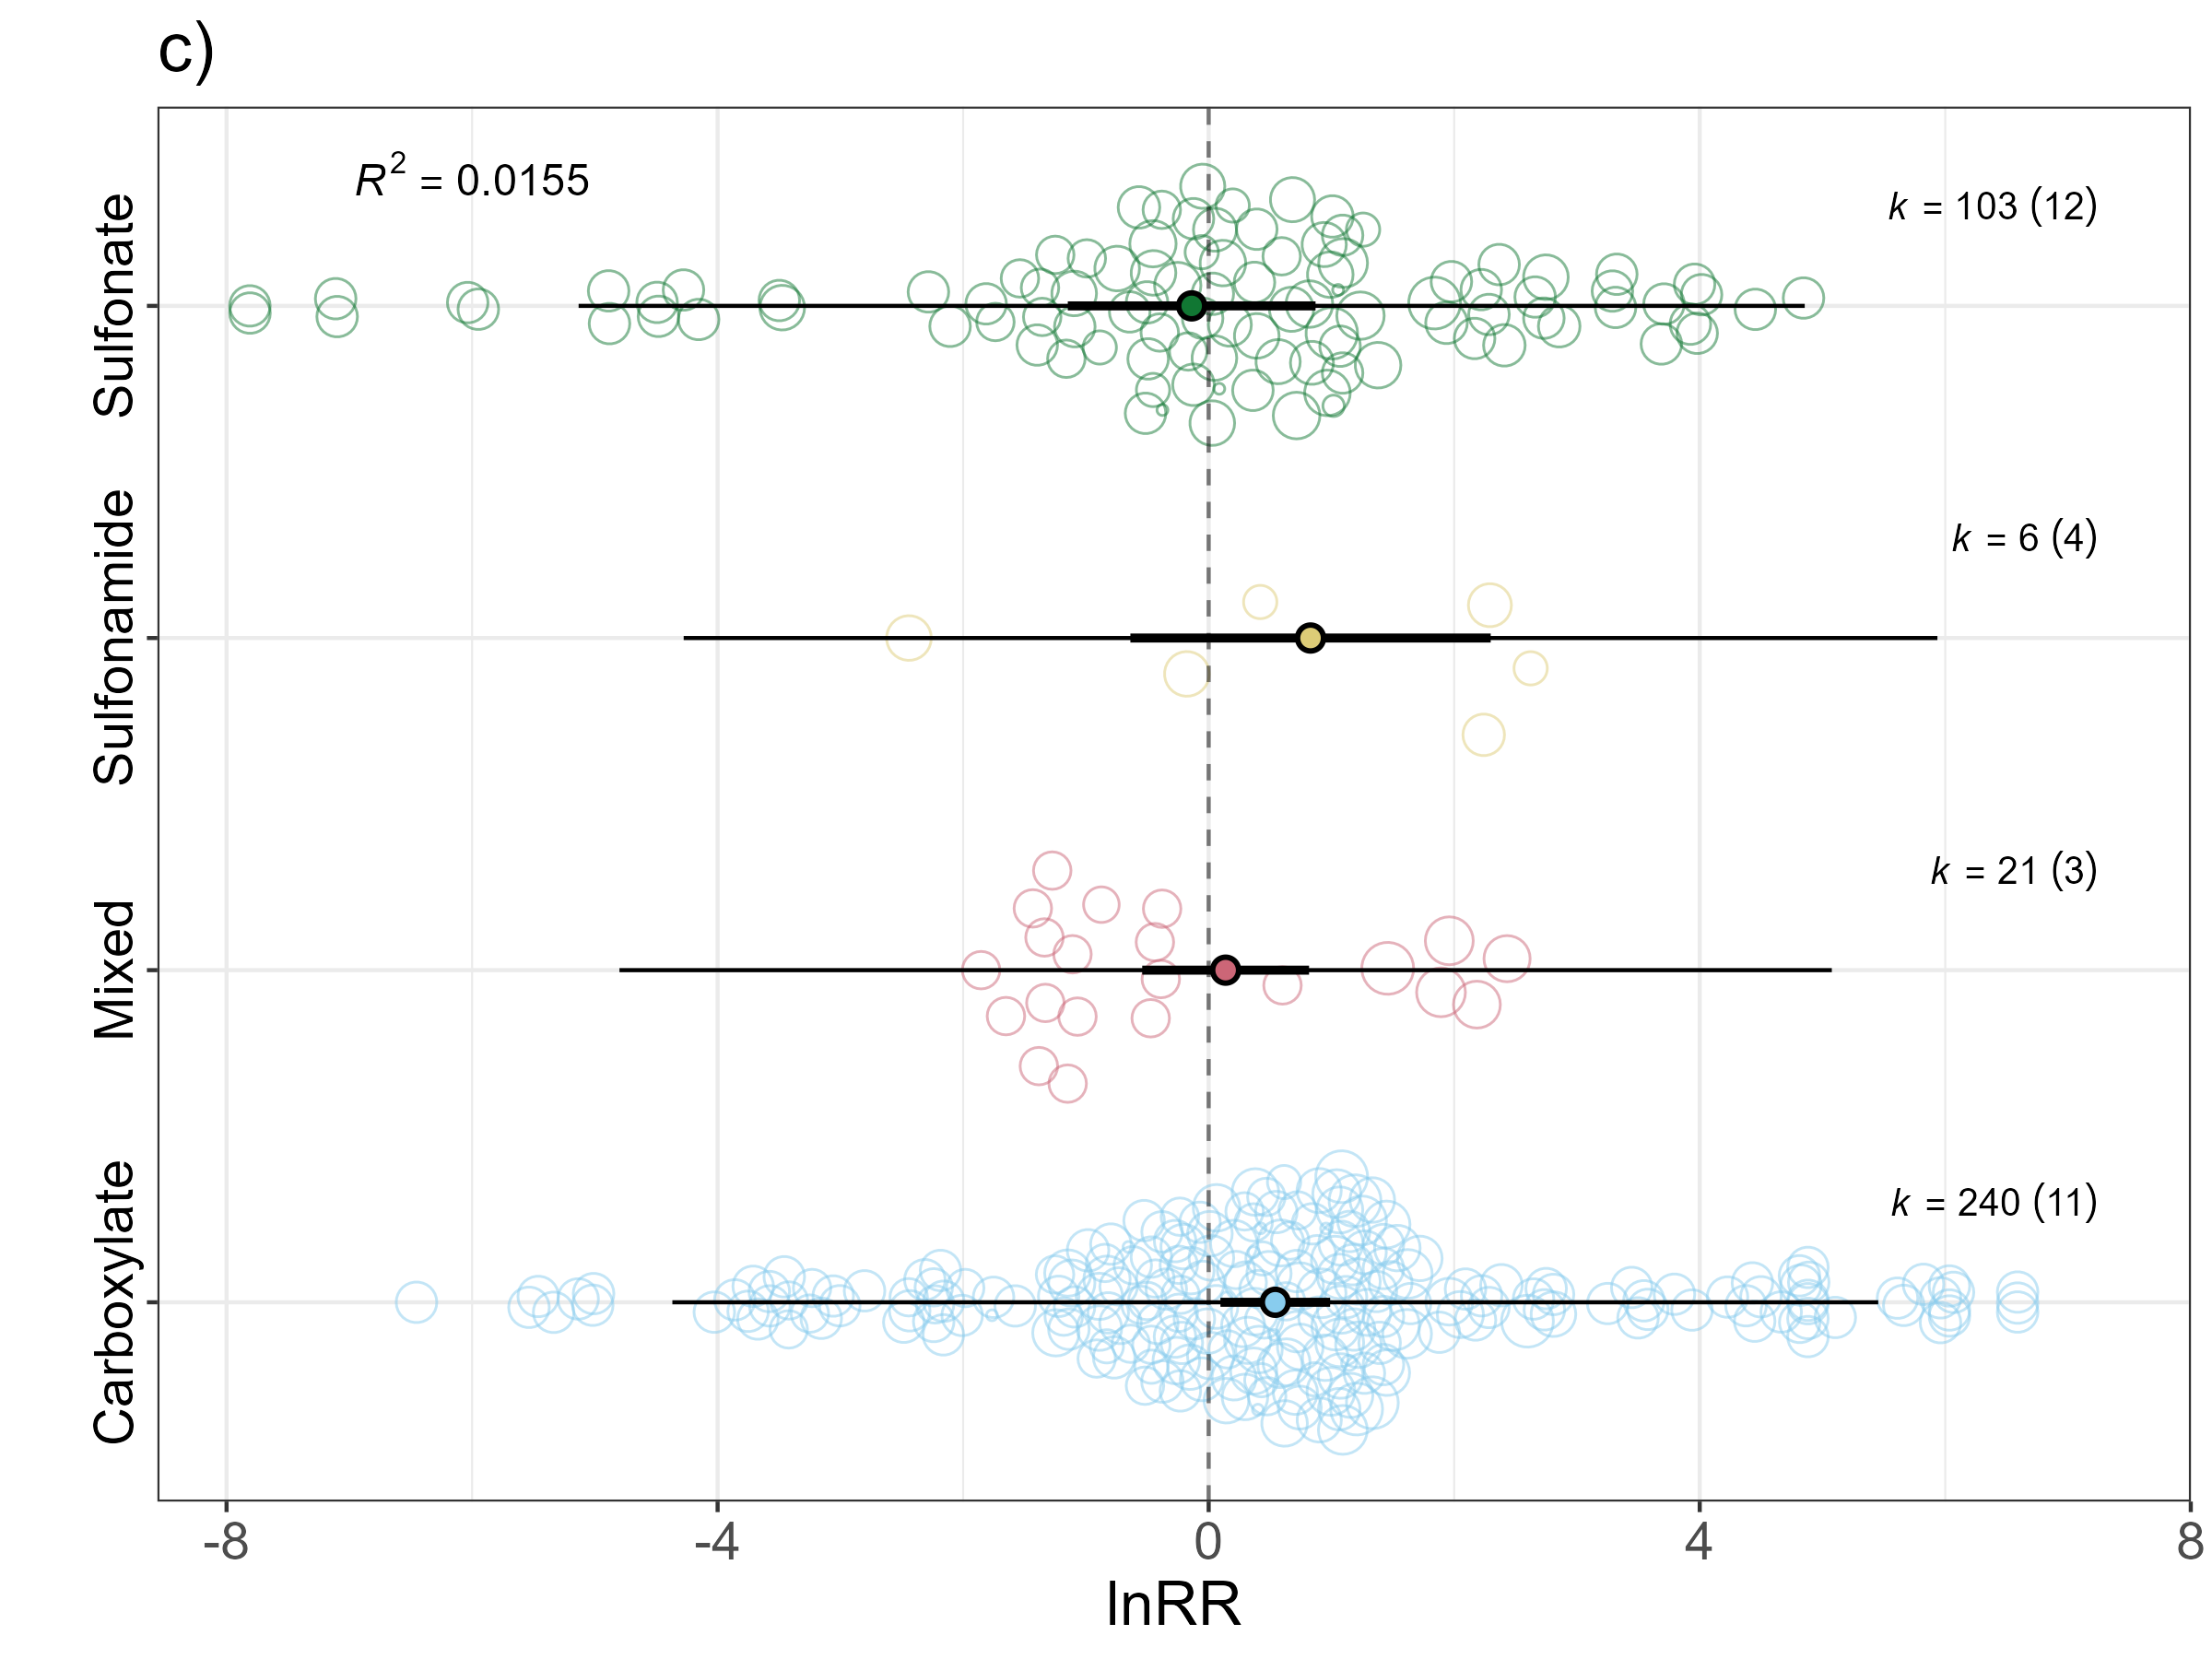 c)
R² = 0.0155
Sulfonate
k = 103 (12)
Sulfonamide
k = 6 (4)
Mixed
k = 21 (3)
Carboxylate
k = 240 (11)
-8 -4 0 4 8
lnRR